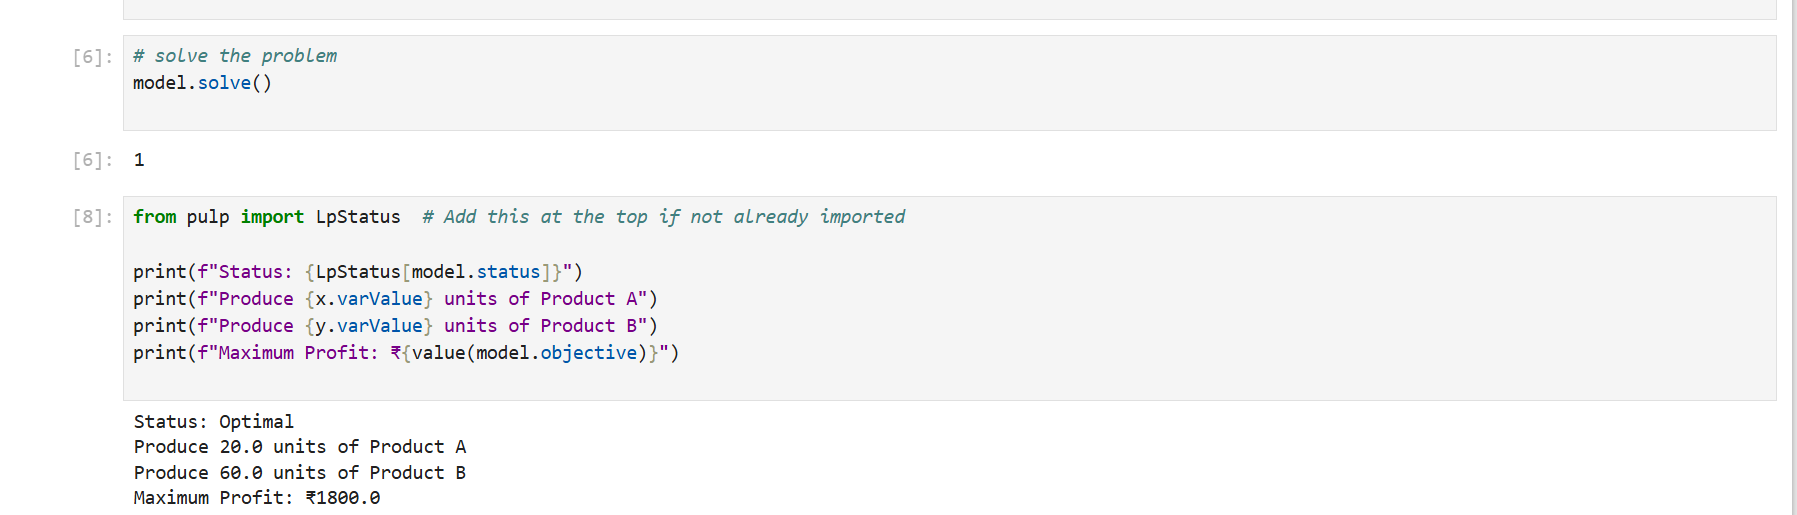 [6]: # solve the problem
model.solve()
[6]: 1
[8]: from pulp import LpStatus  # Add this at the top if not already imported
print(f"Status: {LpStatus[model.status]}")
print(f"Produce {x.varValue} units of Product A")
print(f"Produce {y.varValue} units of Product B")
print(f"Maximum Profit: ₹{value(model.objective)}")
Status: Optimal
Produce 20.0 units of Product A
Produce 60.0 units of Product B
Maximum Profit: ₹1800.0